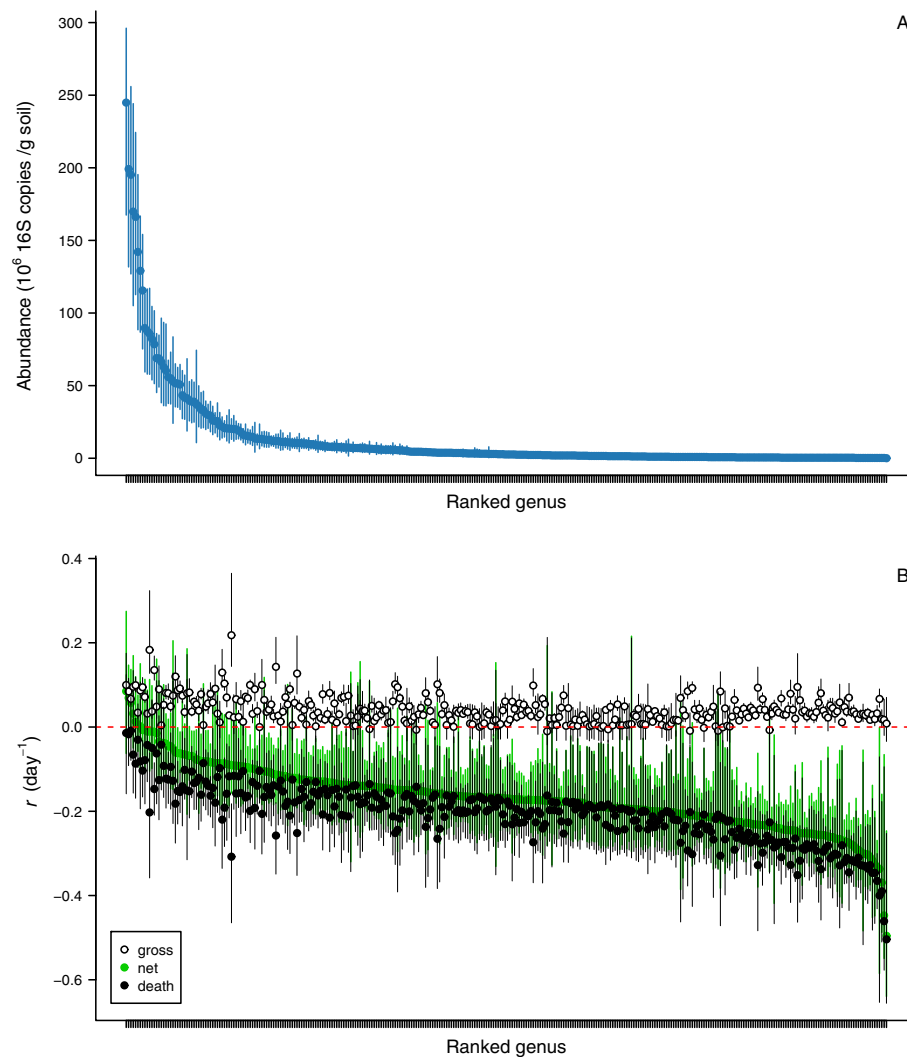 A
300
250
200
150
100
50
0
Abundance (10⁶ 16S copies /g soil)
Ranked genus
B
0.4
0.2
0.0
−0.2
−0.4
−0.6
r (day⁻¹)
gross
net
death
Ranked genus